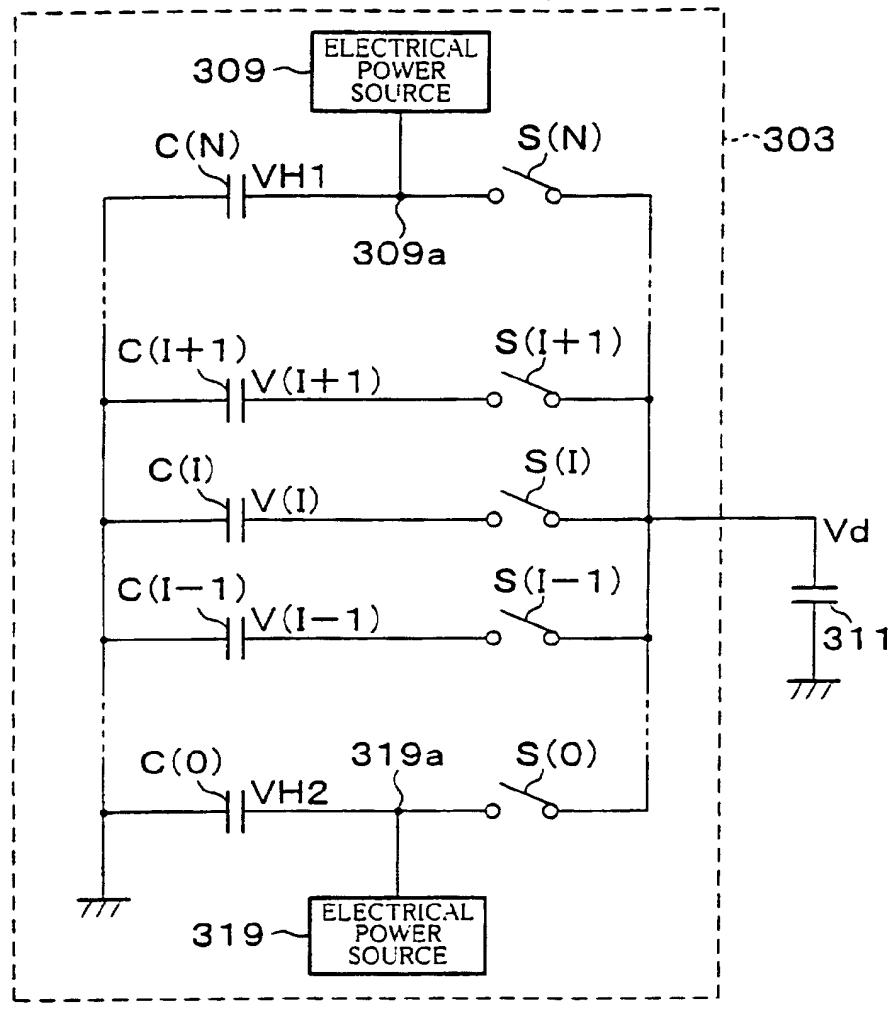 ELECTRICAL
POWER
SOURCE
309
C(N)
VH1
S(N)
303
309a
C(I+1)
V(I+1)
S(I+1)
C(I)
V(I)
S(I)
Vd
C(I−1)
V(I−1)
S(I−1)
311
C(0)
VH2
319a
S(0)
ELECTRICAL
POWER
SOURCE
319